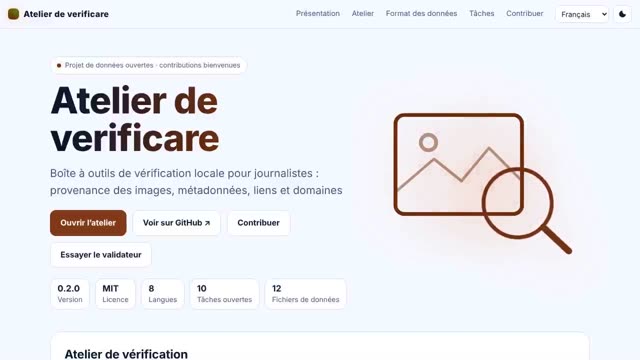 Atelier de verificare
Présentation
Atelier
Format des données
Tâches
Contribuer
Français
Projet de données ouvertes · contributions bienvenues
Atelier de
verificare
Boîte à outils de vérification locale pour journalistes :
provenance des images, métadonnées, liens et domaines
Ouvrir l’atelier
Voir sur GitHub ↗
Contribuer
Essayer le validateur
0.2.0
Version
MIT
Licence
8
Langues
10
Tâches ouvertes
12
Fichiers de données
Atelier de vérification